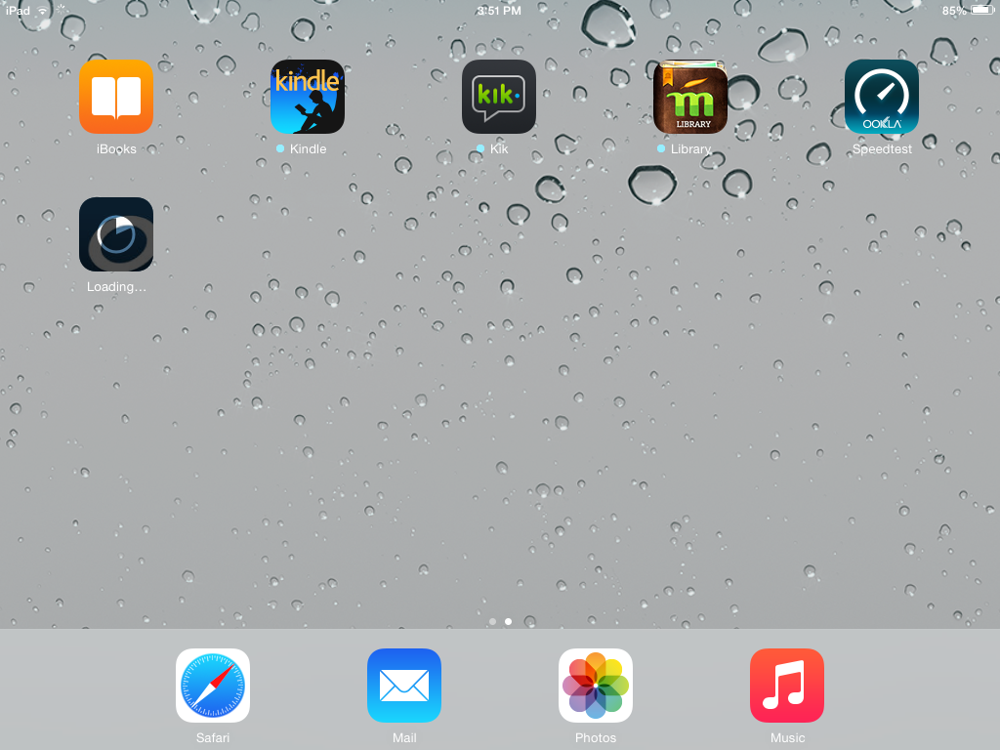 iPad 3:51 PM 85%
kindle kik. m LIBRARY OOKLA
iBooks Kindle Kik Library Speedtest
Loading...
Safari Mail Photos Music